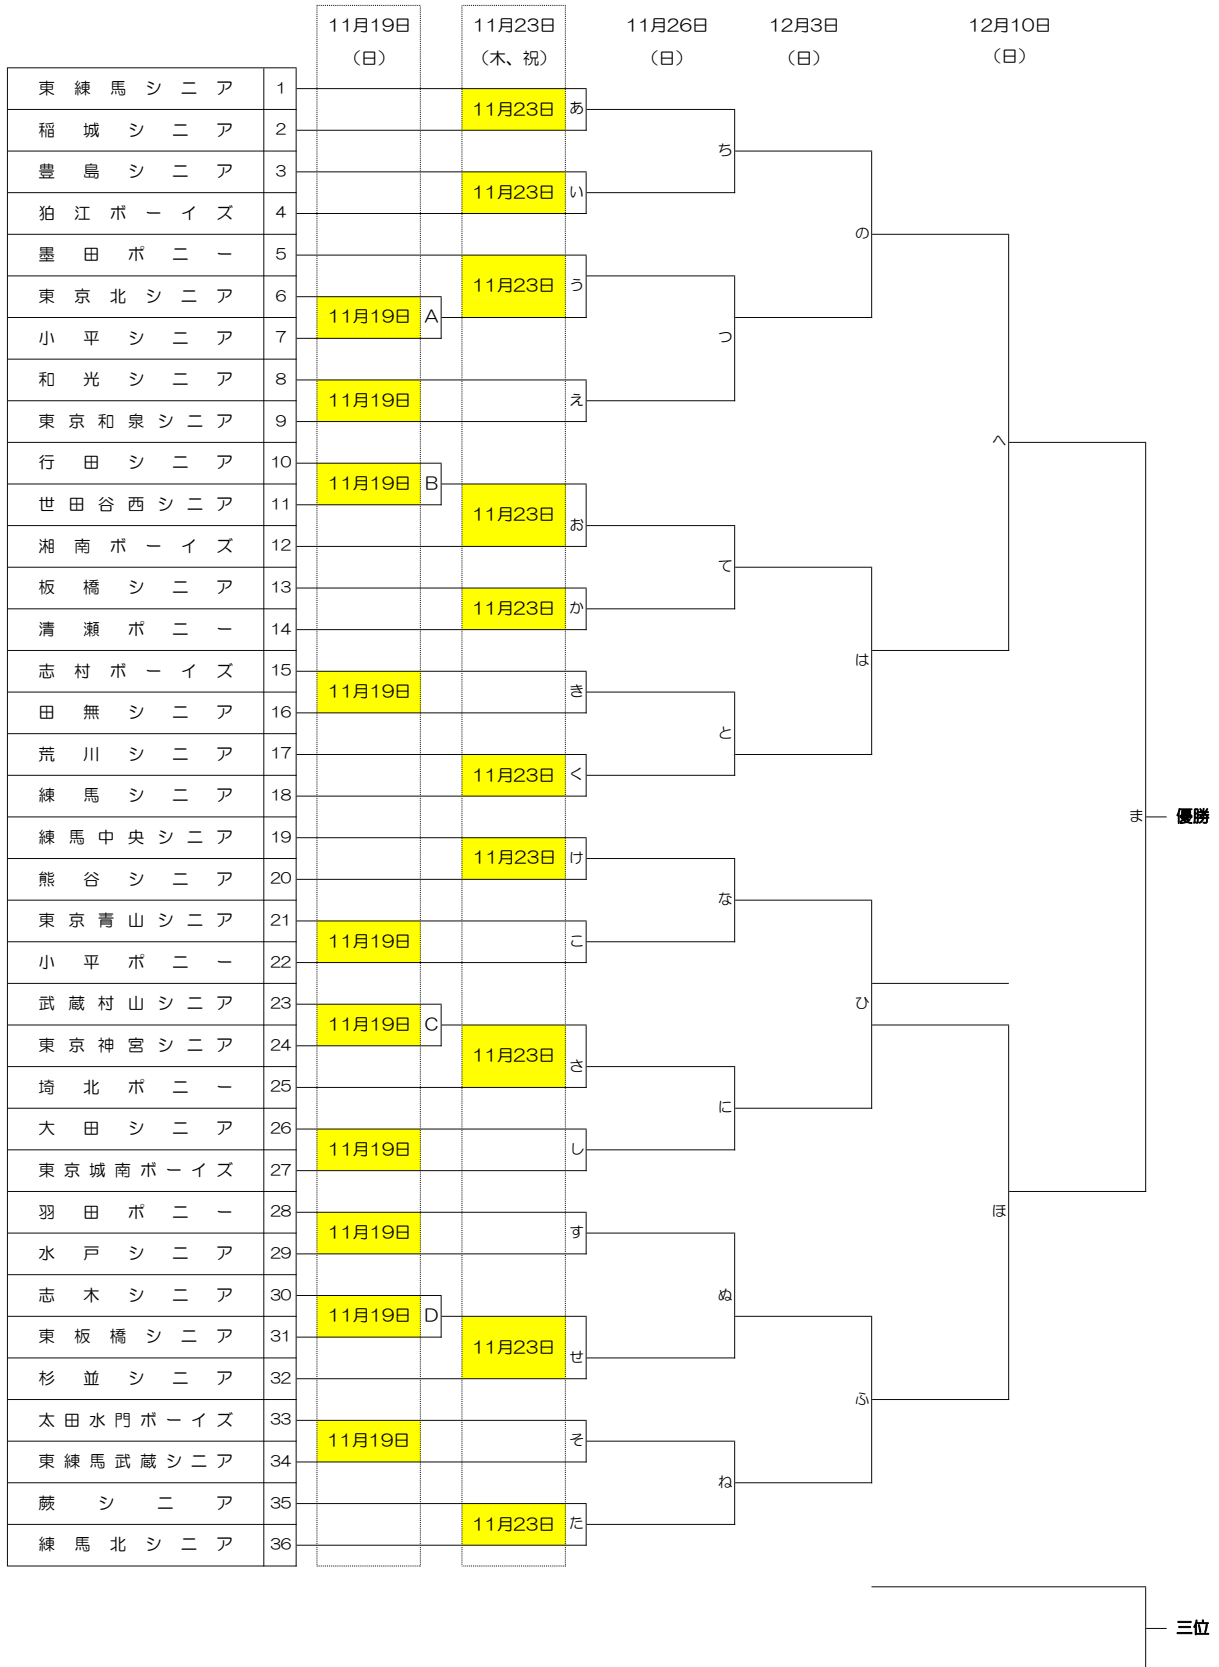 11月19日 11月23日 11月26日 12月3日 12月10日
（日） （木、祝） （日） （日） （日）
東練馬シニア 1
11月23日 あ
稲城シニア 2
ち
豊島シニア 3
11月23日 い
狛江ボーイズ 4
の
墨田ポニー 5
11月23日 う
東京北シニア 6
11月19日 A
小平シニア 7
つ
和光シニア 8
11月19日 え
東京和泉シニア 9
へ
行田シニア 10
11月19日 B
世田谷西シニア 11
11月23日 お
湘南ボーイズ 12
て
板橋シニア 13
11月23日 か
清瀬ポニー 14
は
志村ボーイズ 15
11月19日 き
田無シニア 16
と
荒川シニア 17
11月23日 く
練馬シニア 18
ま 優勝
練馬中央シニア 19
11月23日 け
熊谷シニア 20
な
東京青山シニア 21
11月19日 こ
小平ポニー 22
ひ
武蔵村山シニア 23
11月19日 C
東京神宮シニア 24
11月23日 さ
埼北ポニー 25
に
大田シニア 26
11月19日 し
東京城南ボーイズ 27
ほ
羽田ポニー 28
11月19日 す
水戸シニア 29
ぬ
志木シニア 30
11月19日 D
東板橋シニア 31
11月23日 せ
杉並シニア 32
ふ
太田水門ボーイズ 33
11月19日 そ
東練馬武蔵シニア 34
ね
蕨シニア 35
11月23日 た
練馬北シニア 36
三位